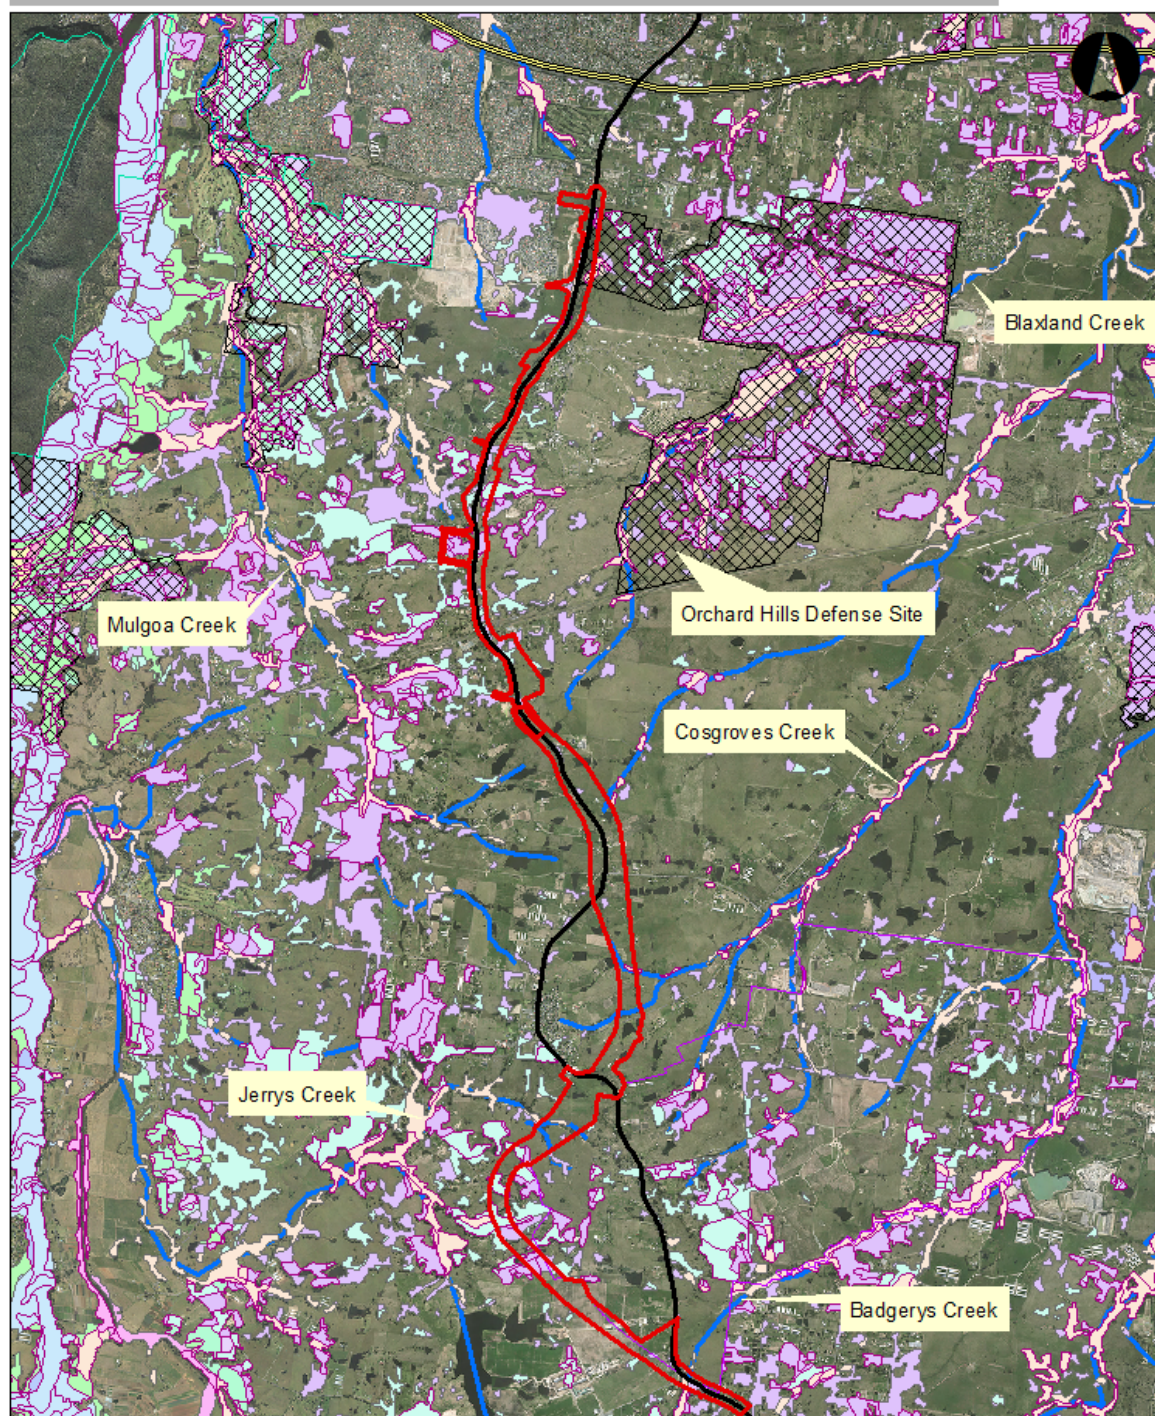 Blaxland Creek
Orchard Hills Defense Site
Mulgoa Creek
Cosgroves Creek
Jerrys Creek
Badgerys Creek